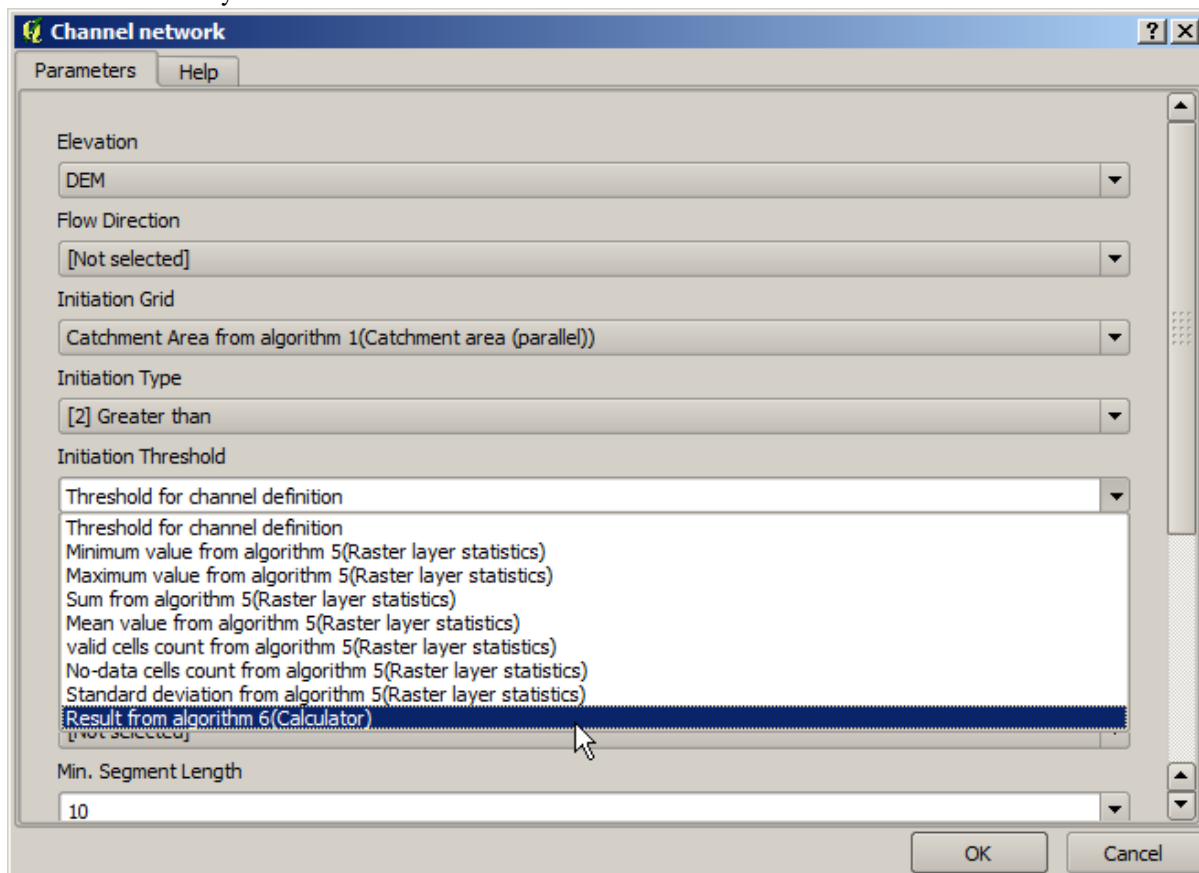 Channel network
Parameters Help
Elevation
DEM
Flow Direction
[Not selected]
Initiation Grid
Catchment Area from algorithm 1(Catchment area (parallel))
Initiation Type
[2] Greater than
Initiation Threshold
Threshold for channel definition
Threshold for channel definition
Minimum value from algorithm 5(Raster layer statistics)
Maximum value from algorithm 5(Raster layer statistics)
Sum from algorithm 5(Raster layer statistics)
Mean value from algorithm 5(Raster layer statistics)
valid cells count from algorithm 5(Raster layer statistics)
No-data cells count from algorithm 5(Raster layer statistics)
Standard deviation from algorithm 5(Raster layer statistics)
Result from algorithm 6(Calculator)
[Not selected]
Min. Segment Length
10
OK Cancel